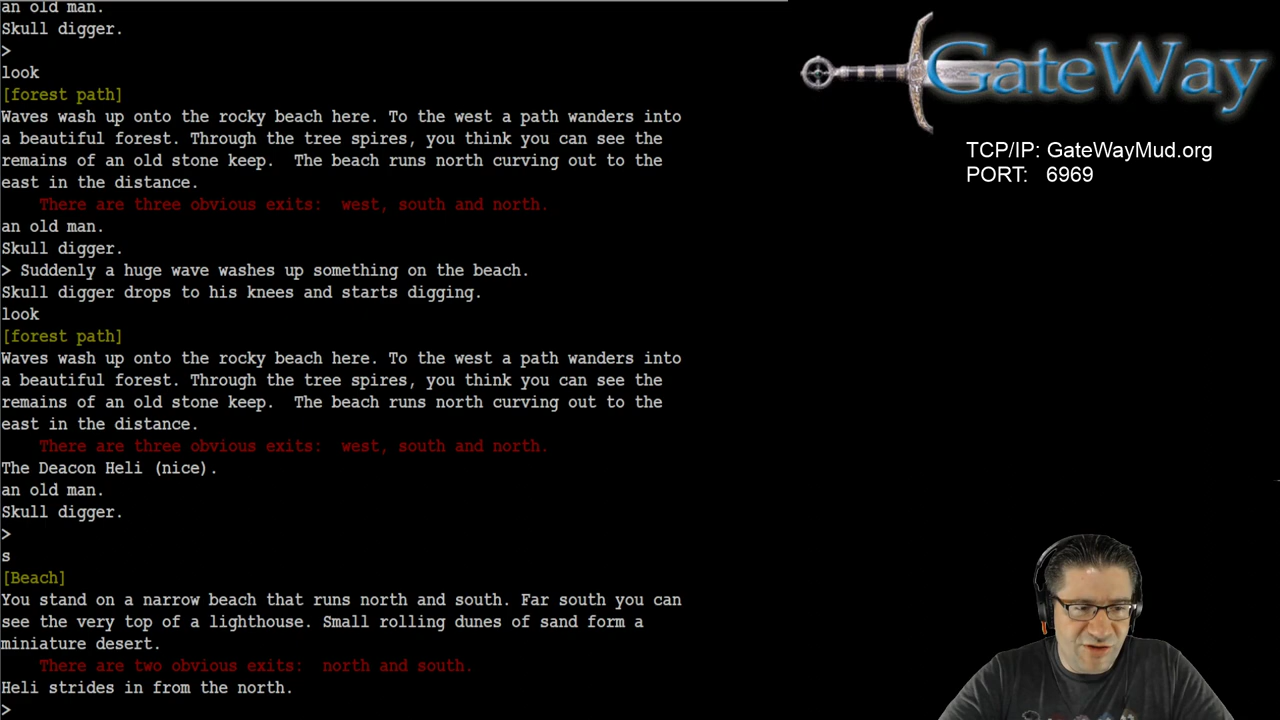 an old man.
Skull digger.
>
look
[forest path]
Waves wash up onto the rocky beach here. To the west a path wanders into
a beautiful forest. Through the tree spires, you think you can see the
remains of an old stone keep.  The beach runs north curving out to the
east in the distance.
There are three obvious exits:  west, south and north.
an old man.
Skull digger.
> Suddenly a huge wave washes up something on the beach.
Skull digger drops to his knees and starts digging.
look
[forest path]
Waves wash up onto the rocky beach here. To the west a path wanders into
a beautiful forest. Through the tree spires, you think you can see the
remains of an old stone keep.  The beach runs north curving out to the
east in the distance.
There are three obvious exits:  west, south and north.
The Deacon Heli (nice).
an old man.
Skull digger.
>
s
[Beach]
You stand on a narrow beach that runs north and south. Far south you can
see the very top of a lighthouse. Small rolling dunes of sand form a
miniature desert.
There are two obvious exits:  north and south.
Heli strides in from the north.
>
GateWay
TCP/IP: GateWayMud.org
PORT:   6969